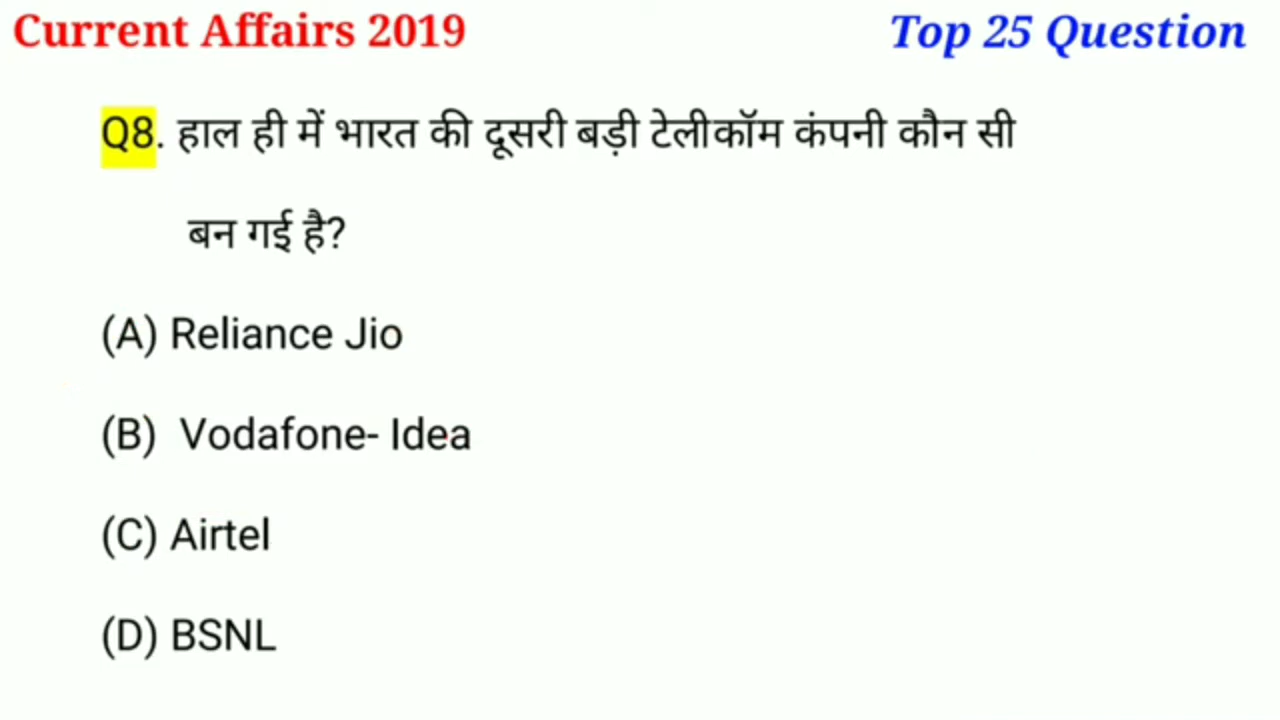 Current Affairs 2019
Top 25 Question
Q8. हाल ही में भारत की दूसरी बड़ी टेलीकॉम कंपनी कौन सी
बन गई है?
(A) Reliance Jio
(B) Vodafone- Idea
(C) Airtel
(D) BSNL